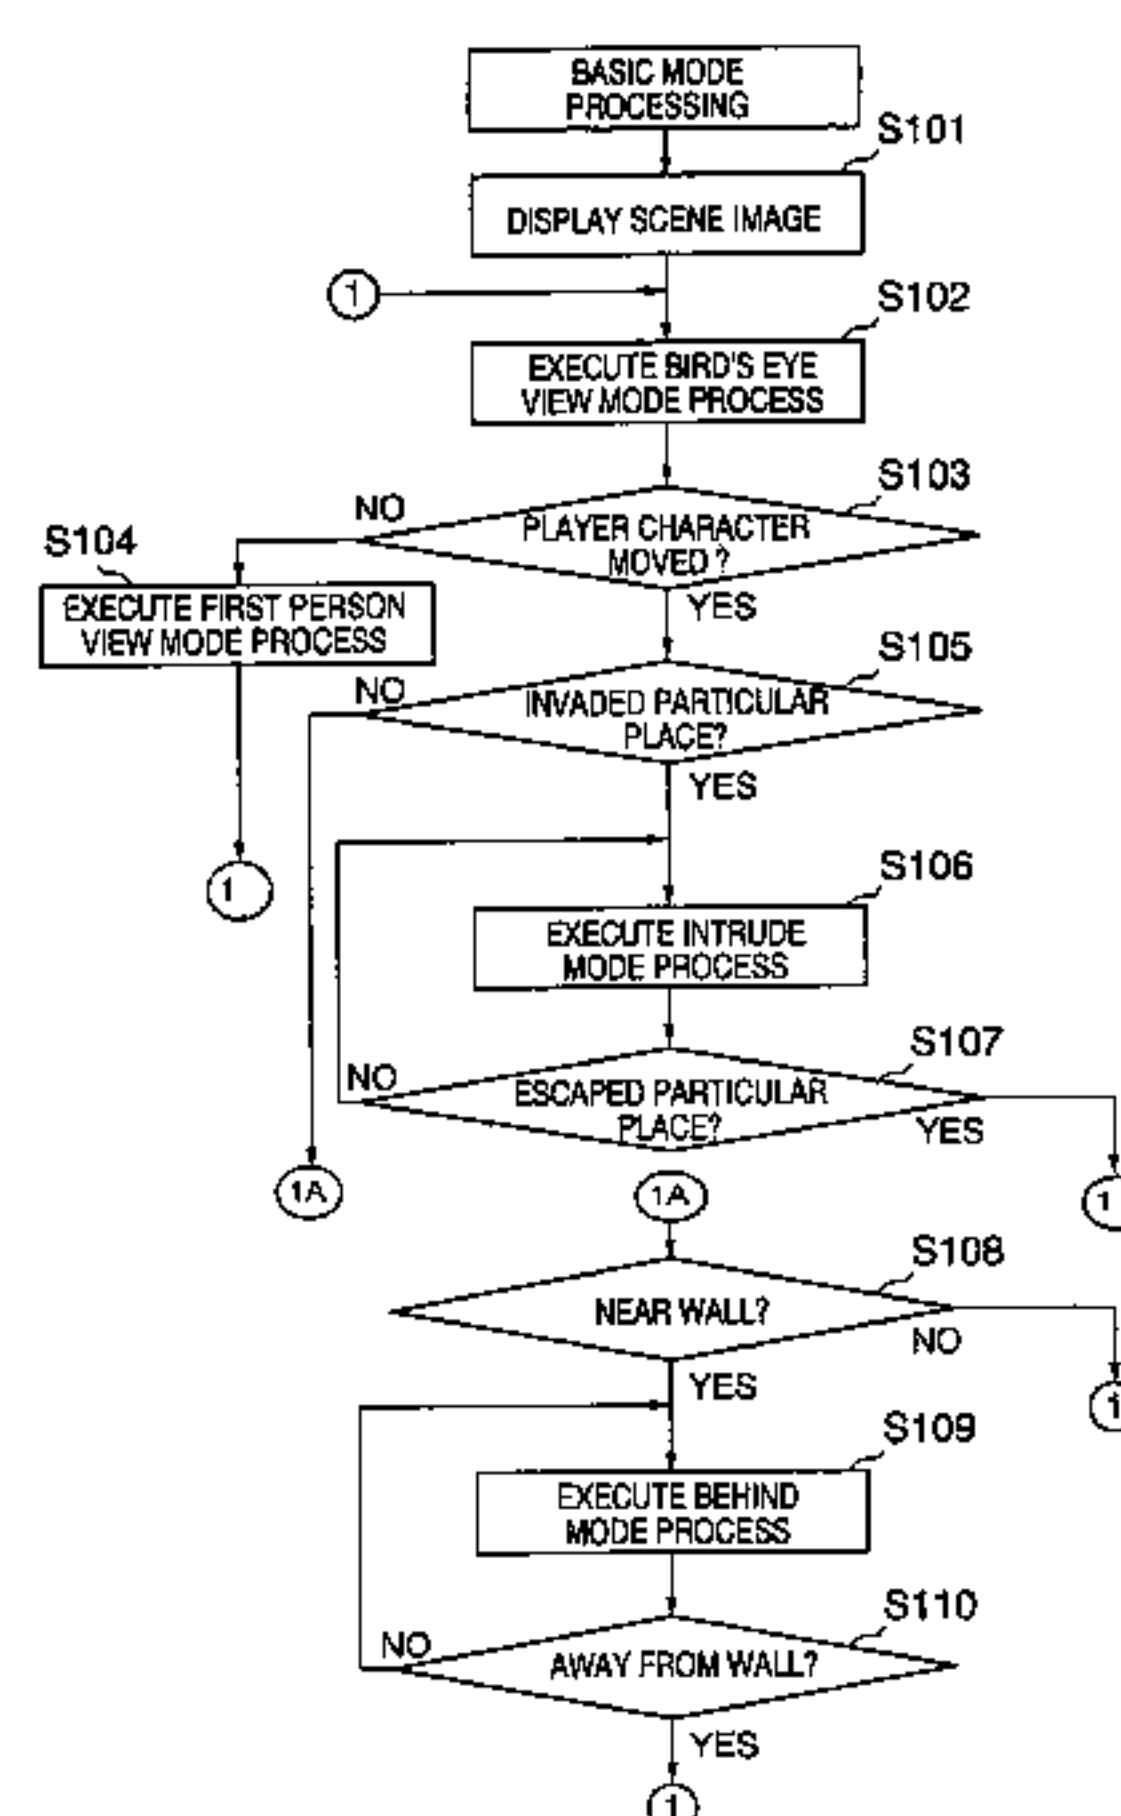 BASIC MODE
PROCESSING
S101
DISPLAY SCENE IMAGE
1
S102
EXECUTE BIRD'S EYE
VIEW MODE PROCESS
S103
NO
PLAYER CHARACTER
MOVED ?
YES
S104
EXECUTE FIRST PERSON
VIEW MODE PROCESS
1
S105
NO
INVADED PARTICULAR
PLACE?
YES
S106
EXECUTE INTRUDE
MODE PROCESS
S107
NO
ESCAPED PARTICULAR
PLACE?
YES
1A
1A
1
S108
NEAR WALL?
NO
YES
1
S109
EXECUTE BEHIND
MODE PROCESS
S110
NO
AWAY FROM WALL?
YES
1